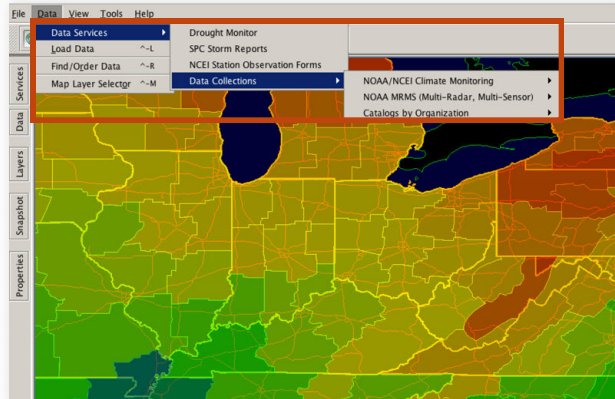 File Data View Tools Help
Data Services
Load Data ^-L
Find/Order Data ^-R
Map Layer Selector ^-M
Drought Monitor
SPC Storm Reports
NCEI Station Observation Forms
Data Collections
NOAA/NCEI Climate Monitoring
NOAA MRMS (Multi-Radar, Multi-Sensor)
Catalogs by Organization
Services
Data
Layers
Snapshot
Properties